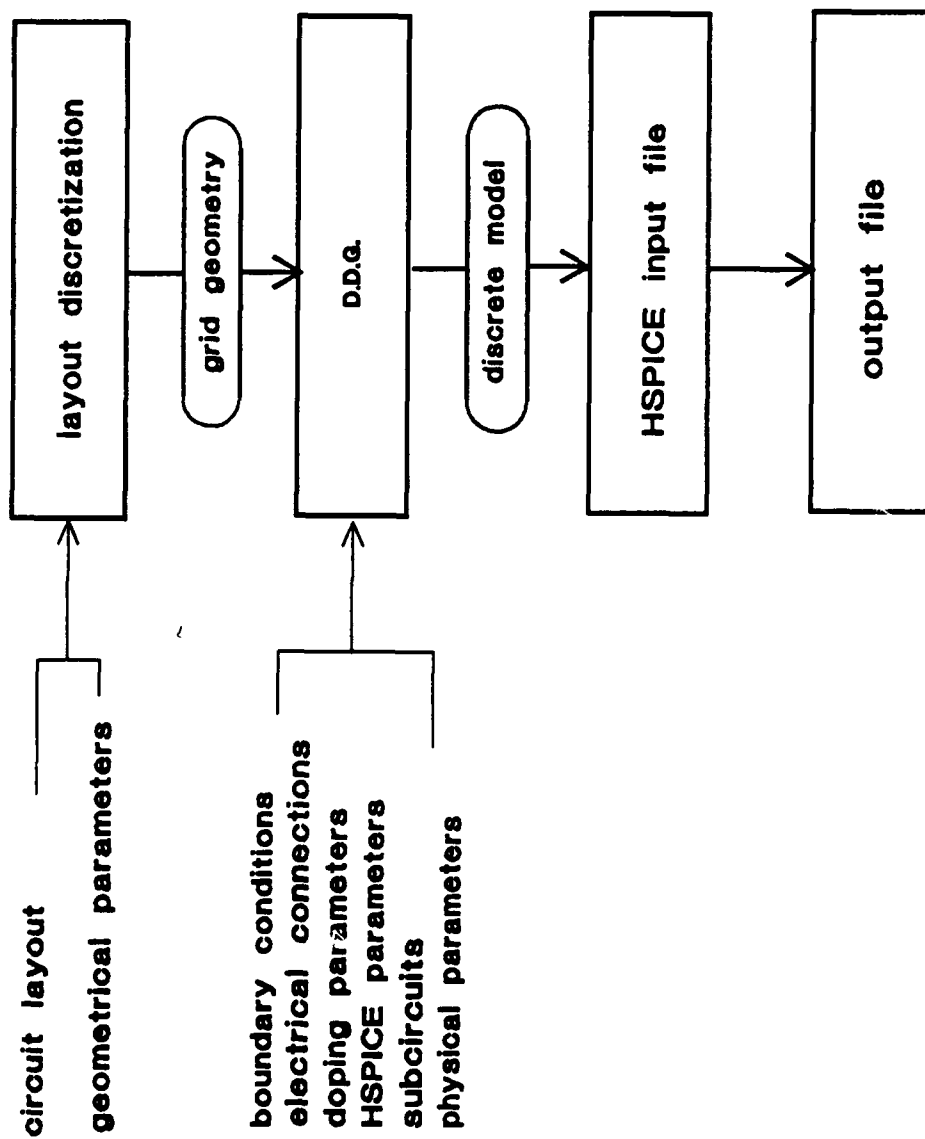 circuit layout
geometrical parameters
layout discretization
grid geometry
boundary conditions
electrical connections
doping parameters
HSPICE parameters
subcircuits
physical parameters
D.D.G.
discrete model
HSPICE input file
output file